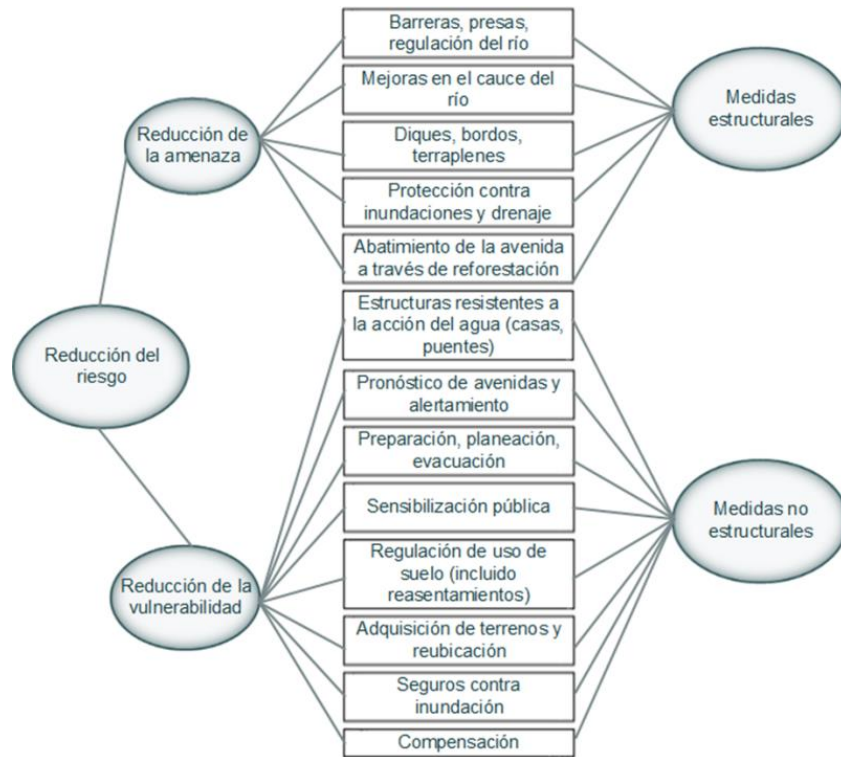 Barreras, presas,
regulación del río
Mejoras en el cauce del
río
Diques, bordos,
terraplenes
Protección contra
inundaciones y drenaje
Abatimiento de la avenida
a través de reforestación
Estructuras resistentes a
la acción del agua (casas,
puentes)
Pronóstico de avenidas y
alertamiento
Preparación, planeación,
evacuación
Sensibilización pública
Regulación de uso de
suelo (incluido
reasentamientos)
Adquisición de terrenos y
reubicación
Seguros contra
inundación
Compensación
Reducción de
la amenaza
Reducción del
riesgo
Reducción de la
vulnerabilidad
Medidas
estructurales
Medidas no
estructurales